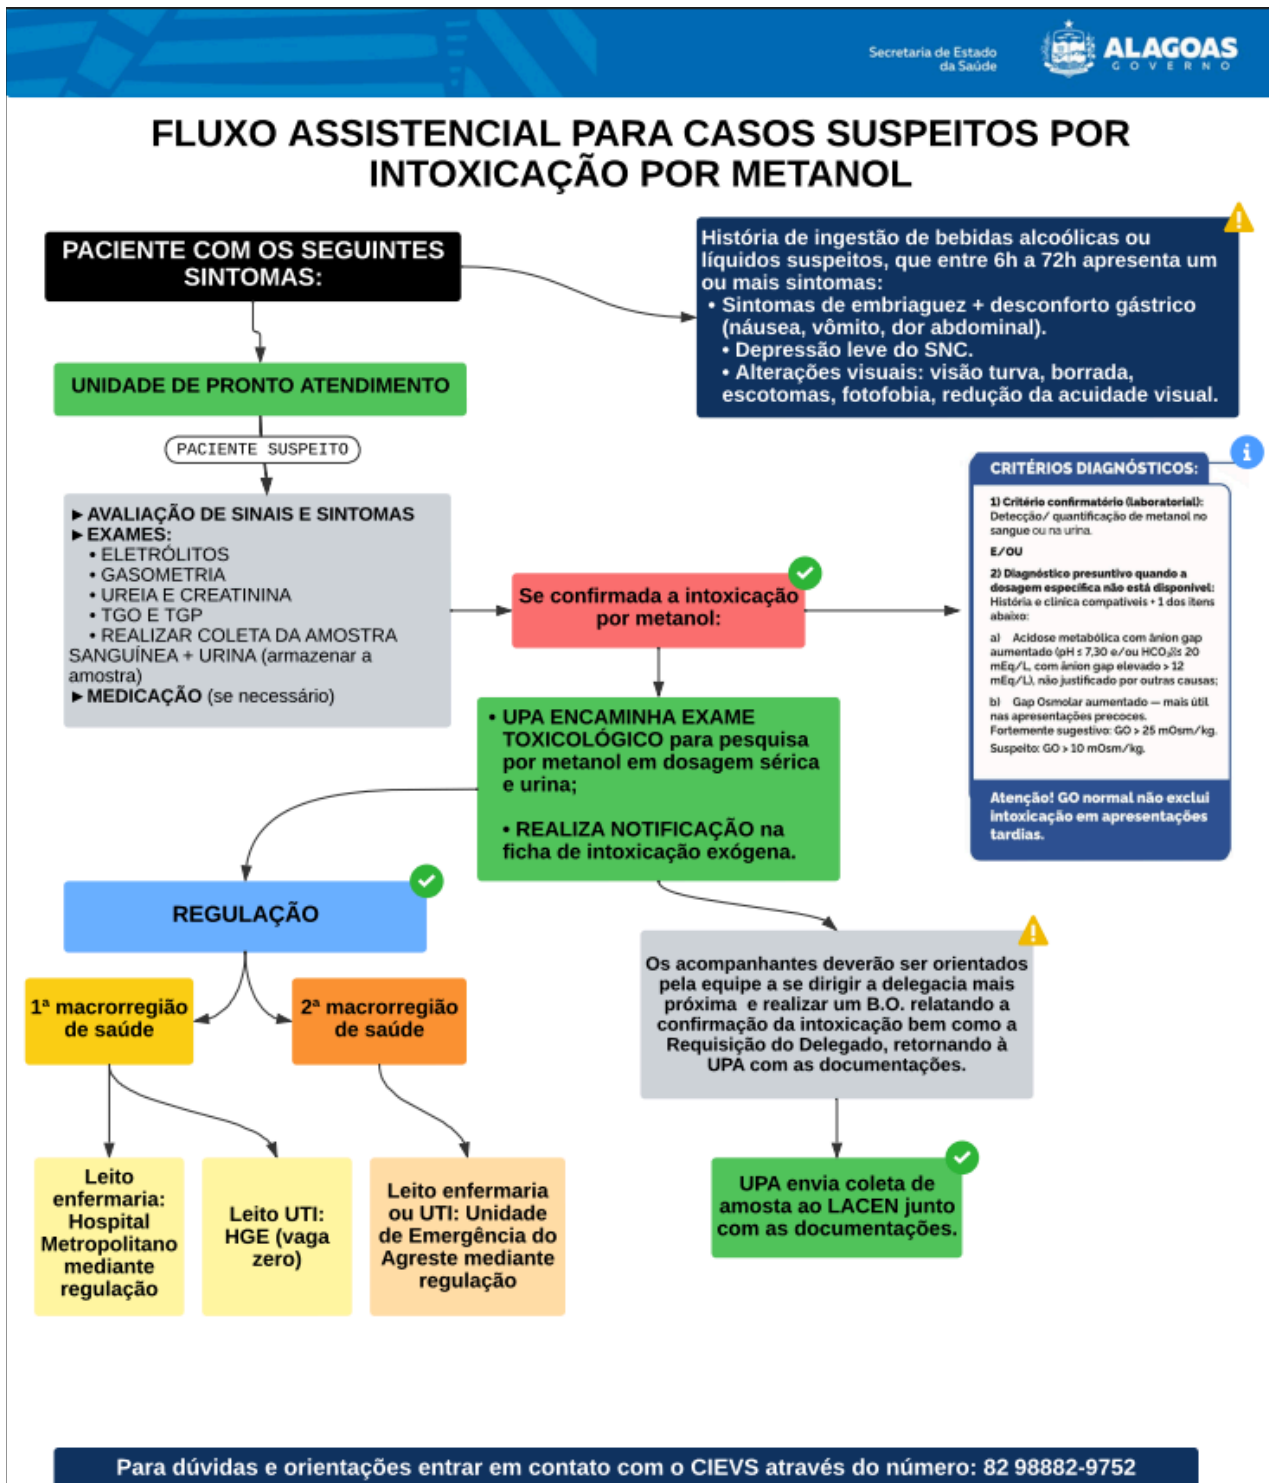 Secretaria de Estado
da Saúde
ALAGOAS
GOVERNO
FLUXO ASSISTENCIAL PARA CASOS SUSPEITOS POR
INTOXICAÇÃO POR METANOL
PACIENTE COM OS SEGUINTES
SINTOMAS:
História de ingestão de bebidas alcoólicas ou
líquidos suspeitos, que entre 6h a 72h apresenta um
ou mais sintomas:
• Sintomas de embriaguez + desconforto gástrico
(náusea, vômito, dor abdominal).
• Depressão leve do SNC.
• Alterações visuais: visão turva, borrada,
escotomas, fotofobia, redução da acuidade visual.
UNIDADE DE PRONTO ATENDIMENTO
PACIENTE SUSPEITO
►AVALIAÇÃO DE SINAIS E SINTOMAS
►EXAMES:
• ELETRÓLITOS
• GASOMETRIA
• UREIA E CREATININA
• TGO E TGP
• REALIZAR COLETA DA AMOSTRA
SANGUÍNEA + URINA (armazenar a
amostra)
►MEDICAÇÃO (se necessário)
Se confirmada a intoxicação
por metanol:
CRITÉRIOS DIAGNÓSTICOS:
1) Critério confirmatório (laboratorial):
Detecção/ quantificação de metanol no
sangue ou na urina.
E/OU
2) Diagnóstico presuntivo quando a
dosagem específica não está disponível:
História e clínica compatíveis + 1 dos itens
abaixo:
a) Acidose metabólica com ânion gap
aumentado (pH ≤ 7,30 e/ou HCO₃ ≤ 20
mEq/L, com ânion gap elevado > 12
mEq/L), não justificado por outras causas;
b) Gap Osmolar aumentado — mais útil
nas apresentações precoces.
Fortemente sugestivo: GO > 25 mOsm/kg.
Suspeito: GO > 10 mOsm/kg.
Atenção! GO normal não exclui
intoxicação em apresentações
tardias.
• UPA ENCAMINHA EXAME
TOXICOLÓGICO para pesquisa
por metanol em dosagem sérica
e urina;
• REALIZA NOTIFICAÇÃO na
ficha de intoxicação exógena.
REGULAÇÃO
1ª macrorregião
de saúde
2ª macrorregião
de saúde
Os acompanhantes deverão ser orientados
pela equipe a se dirigir a delegacia mais
próxima e realizar um B.O. relatando a
confirmação da intoxicação bem como a
Requisição do Delegado, retornando à
UPA com as documentações.
Leito
enfermaria:
Hospital
Metropolitano
mediante
regulação
Leito UTI:
HGE (vaga
zero)
Leito enfermaria
ou UTI: Unidade
de Emergência do
Agreste mediante
regulação
UPA envia coleta de
amosta ao LACEN junto
com as documentações.
Para dúvidas e orientações entrar em contato com o CIEVS através do número: 82 98882-9752